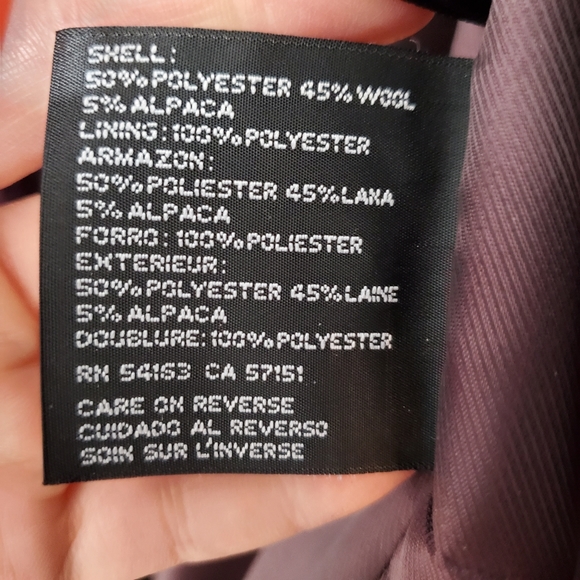 SHELL:
50% POLYESTER 45% WOOL
5% ALPACA
LINING: 100% POLYESTER
ARMAZON:
50% POLIESTER 45% LANA
5% ALPACA
FORRO: 100% POLIESTER
EXTERIEUR:
50% POLYESTER 45% LAINE
5% ALPACA
DOUBLURE: 100% POLYESTER
RN 54163 CA 57151
CARE ON REVERSE
CUIDADO AL REVERSO
SOIN SUR L'INVERSE